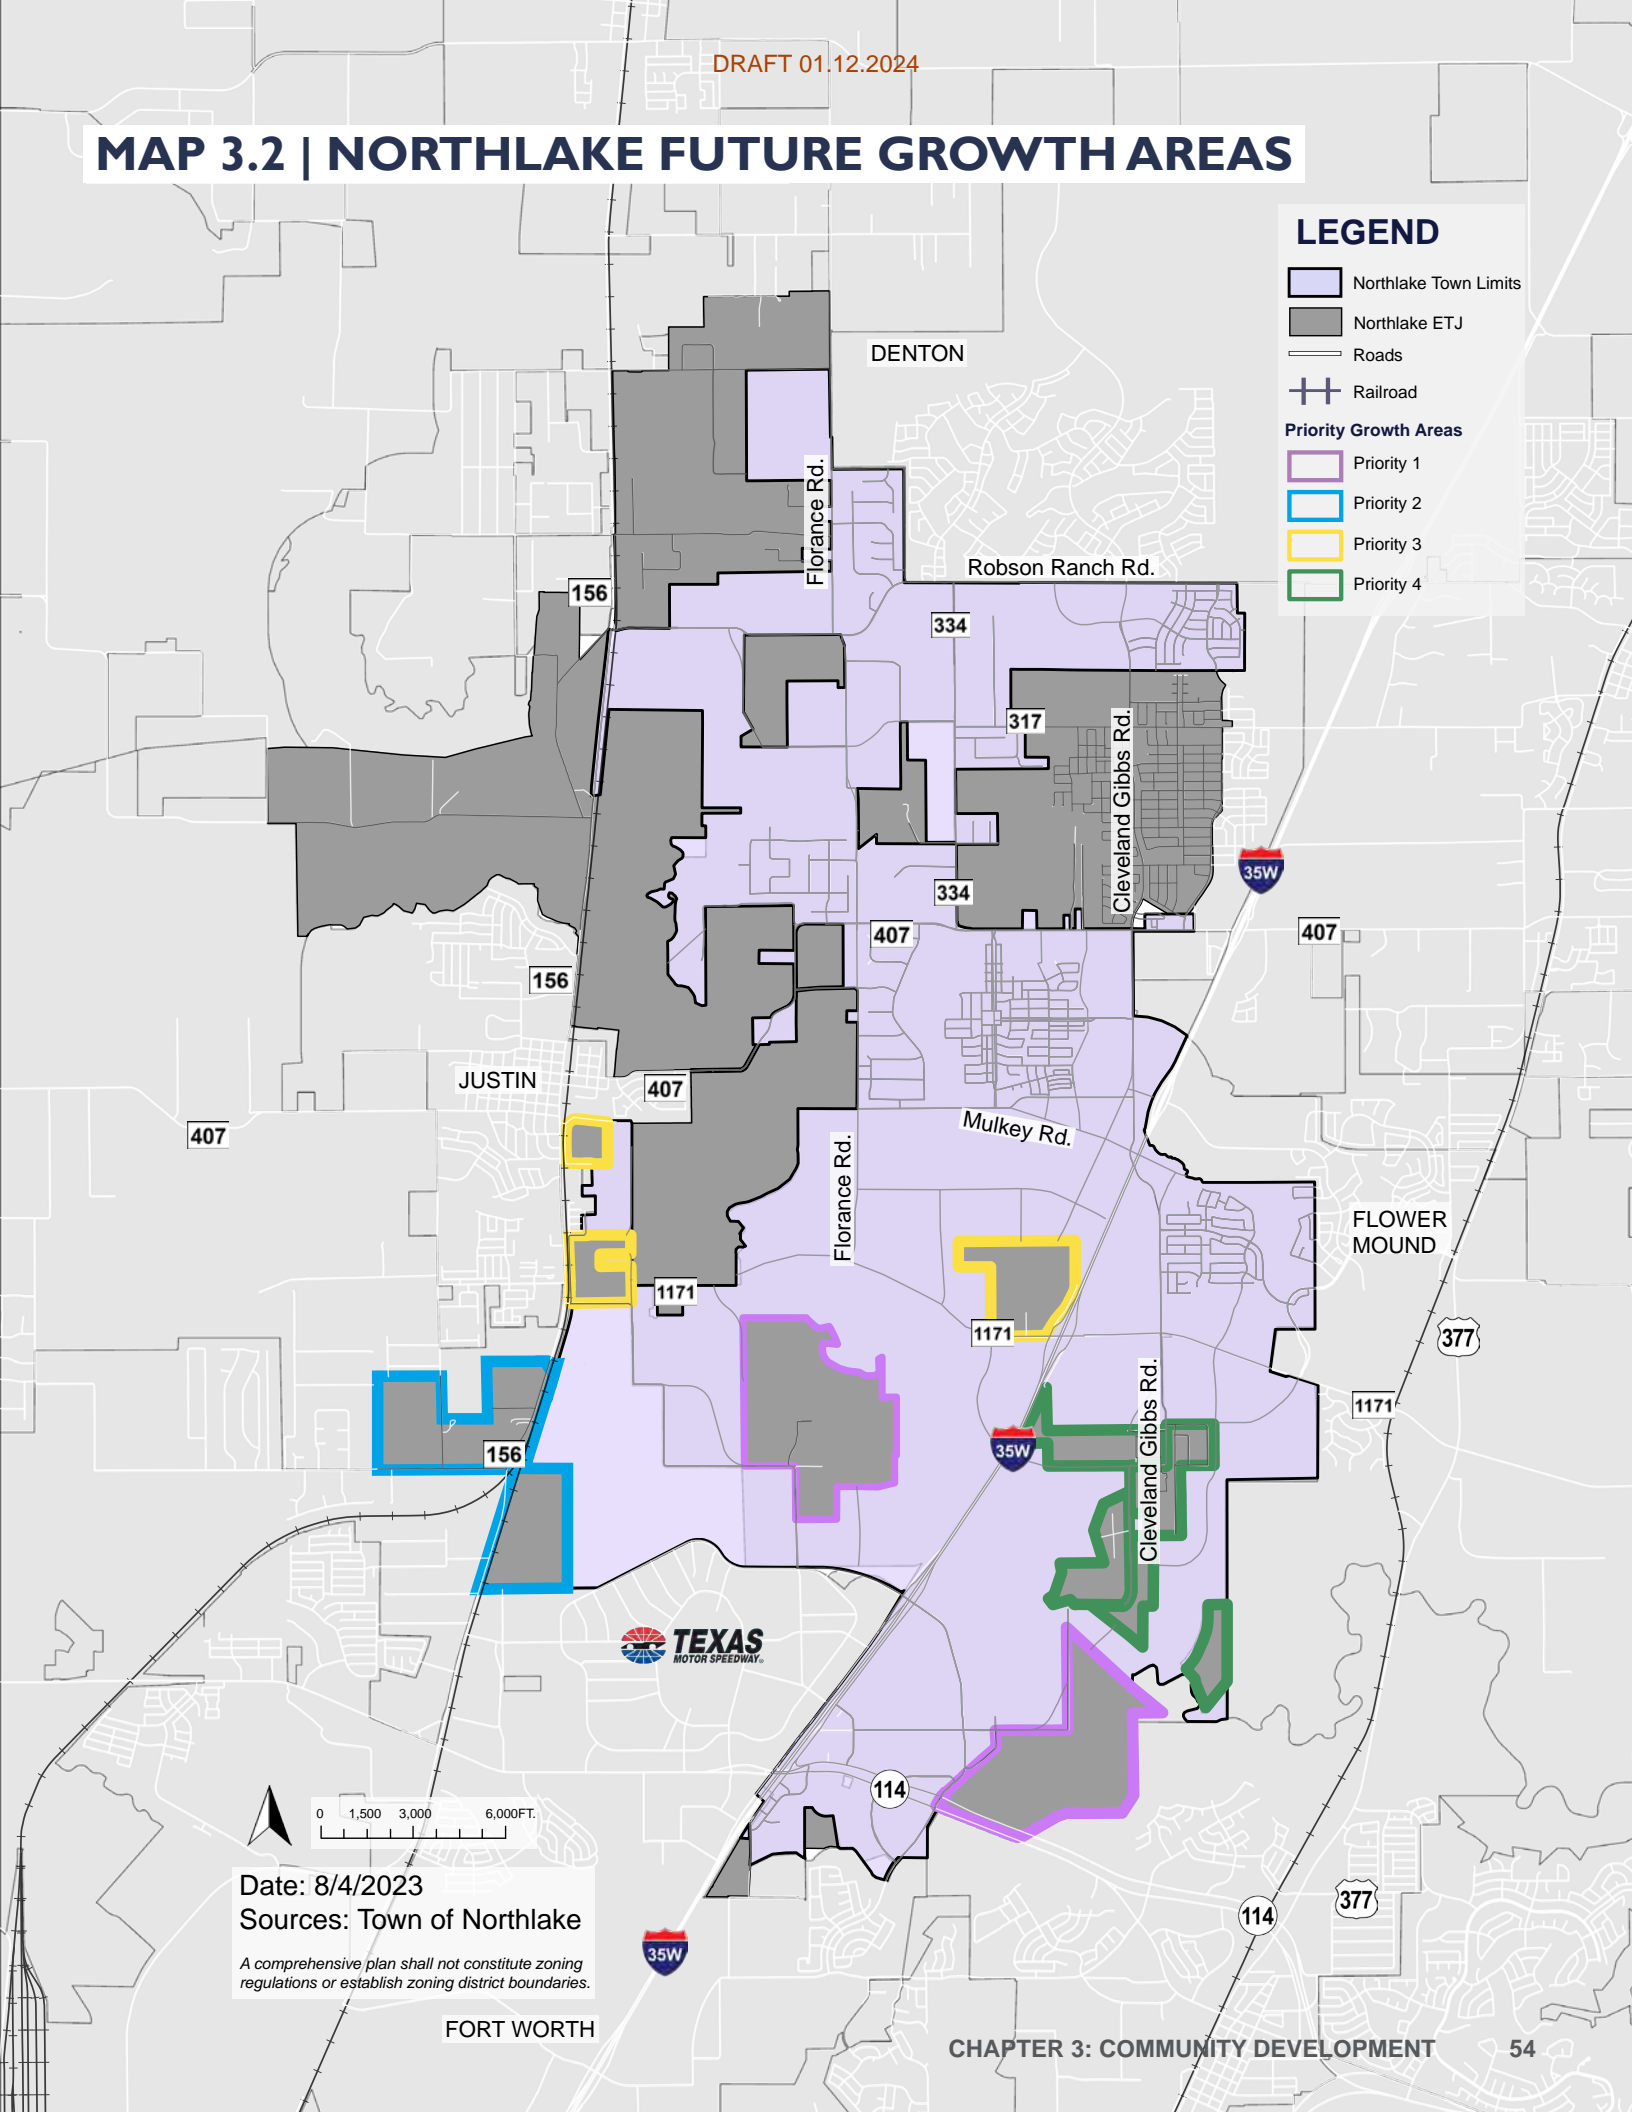 DRAFT 01.12.2024
MAP 3.2 | NORTHLAKE FUTURE GROWTH AREAS
LEGEND
Northlake Town Limits
Northlake ETJ
Roads
Railroad
Priority Growth Areas
Priority 1
Priority 2
Priority 3
Priority 4
DENTON
Florance Rd.
Robson Ranch Rd.
156
334
317
Cleveland Gibbs Rd.
35W
334
407
407
156
JUSTIN
407
407
Mulkey Rd.
Florance Rd.
FLOWER
MOUND
1171
1171
377
1171
Cleveland Gibbs Rd.
156
35W
TEXAS
MOTOR SPEEDWAY®
114
0 1,500 3,000 6,000FT.
Date: 8/4/2023
Sources: Town of Northlake
A comprehensive plan shall not constitute zoning
regulations or establish zoning district boundaries.
377
114
35W
FORT WORTH
CHAPTER 3: COMMUNITY DEVELOPMENT 54